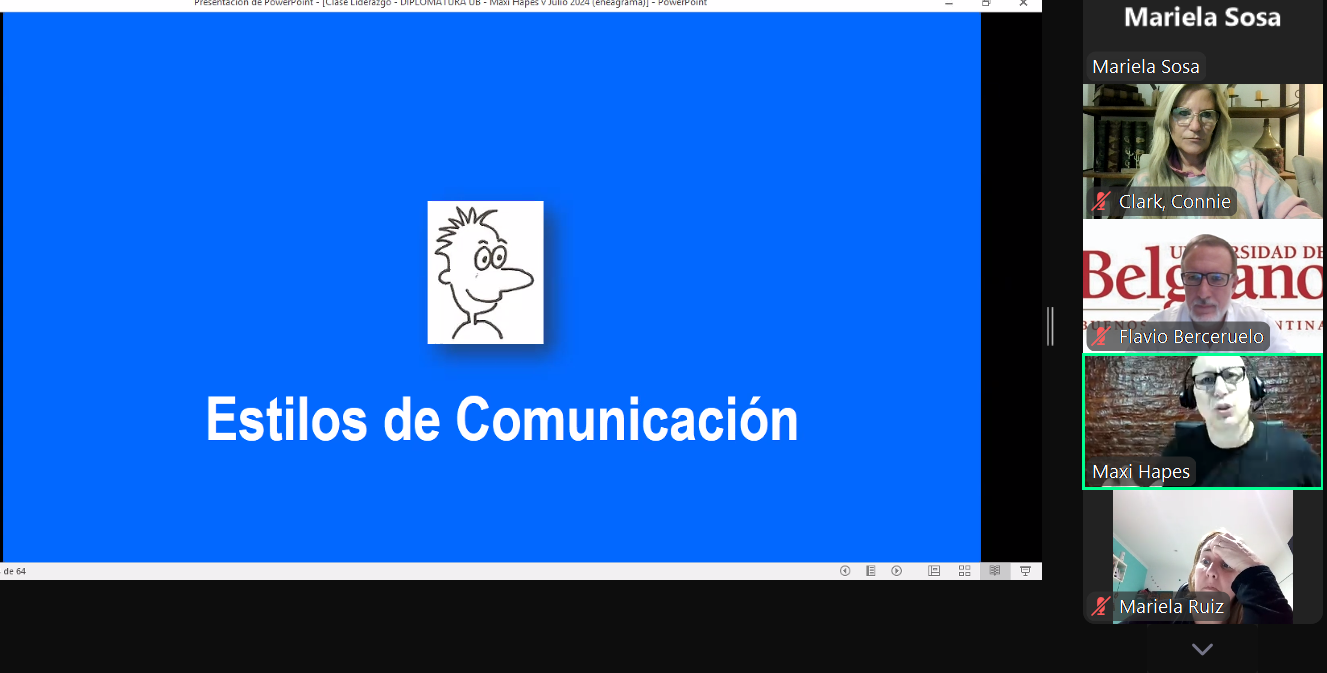 Presentación de PowerPoint - [Clase Liderazgo - DIPLOMATURA UB - Maxi Hapes v Julio 2024 (eneagrama)] - PowerPoint
Estilos de Comunicación
de 64
Mariela Sosa
Mariela Sosa
Clark, Connie
Belgrano
Flavio Berceruelo
Maxi Hapes
Mariela Ruiz